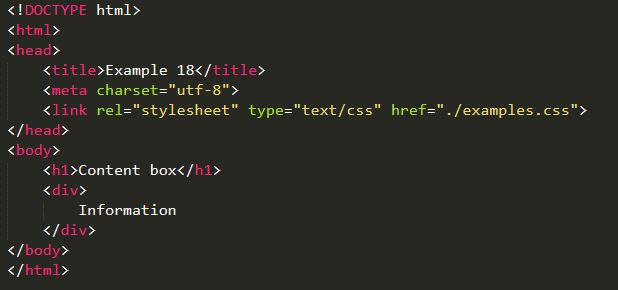 <!DOCTYPE html>
<html>
<head>
    <title>Example 18</title>
    <meta charset="utf-8">
    <link rel="stylesheet" type="text/css" href="./examples.css">
</head>
<body>
    <h1>Content box</h1>
    <div>
        Information
    </div>
</body>
</html>